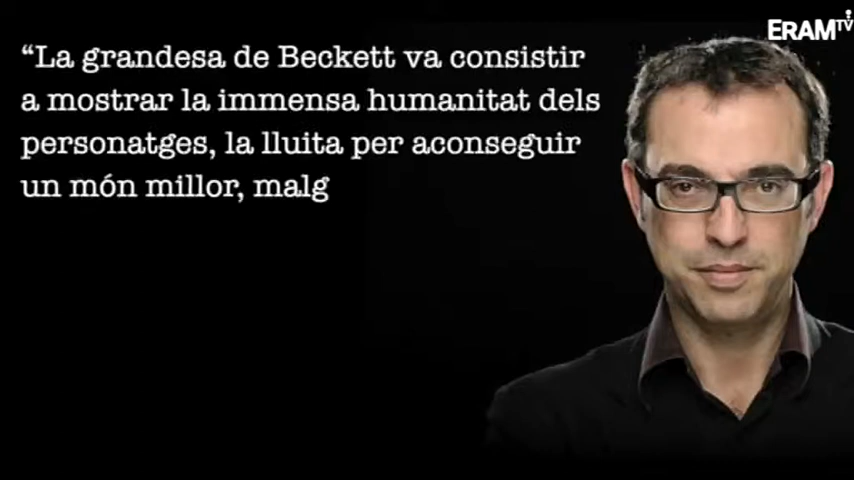 ERAMTV
“La grandesa de Beckett va consistir
a mostrar la immensa humanitat dels
personatges, la lluita per aconseguir
un món millor, malg